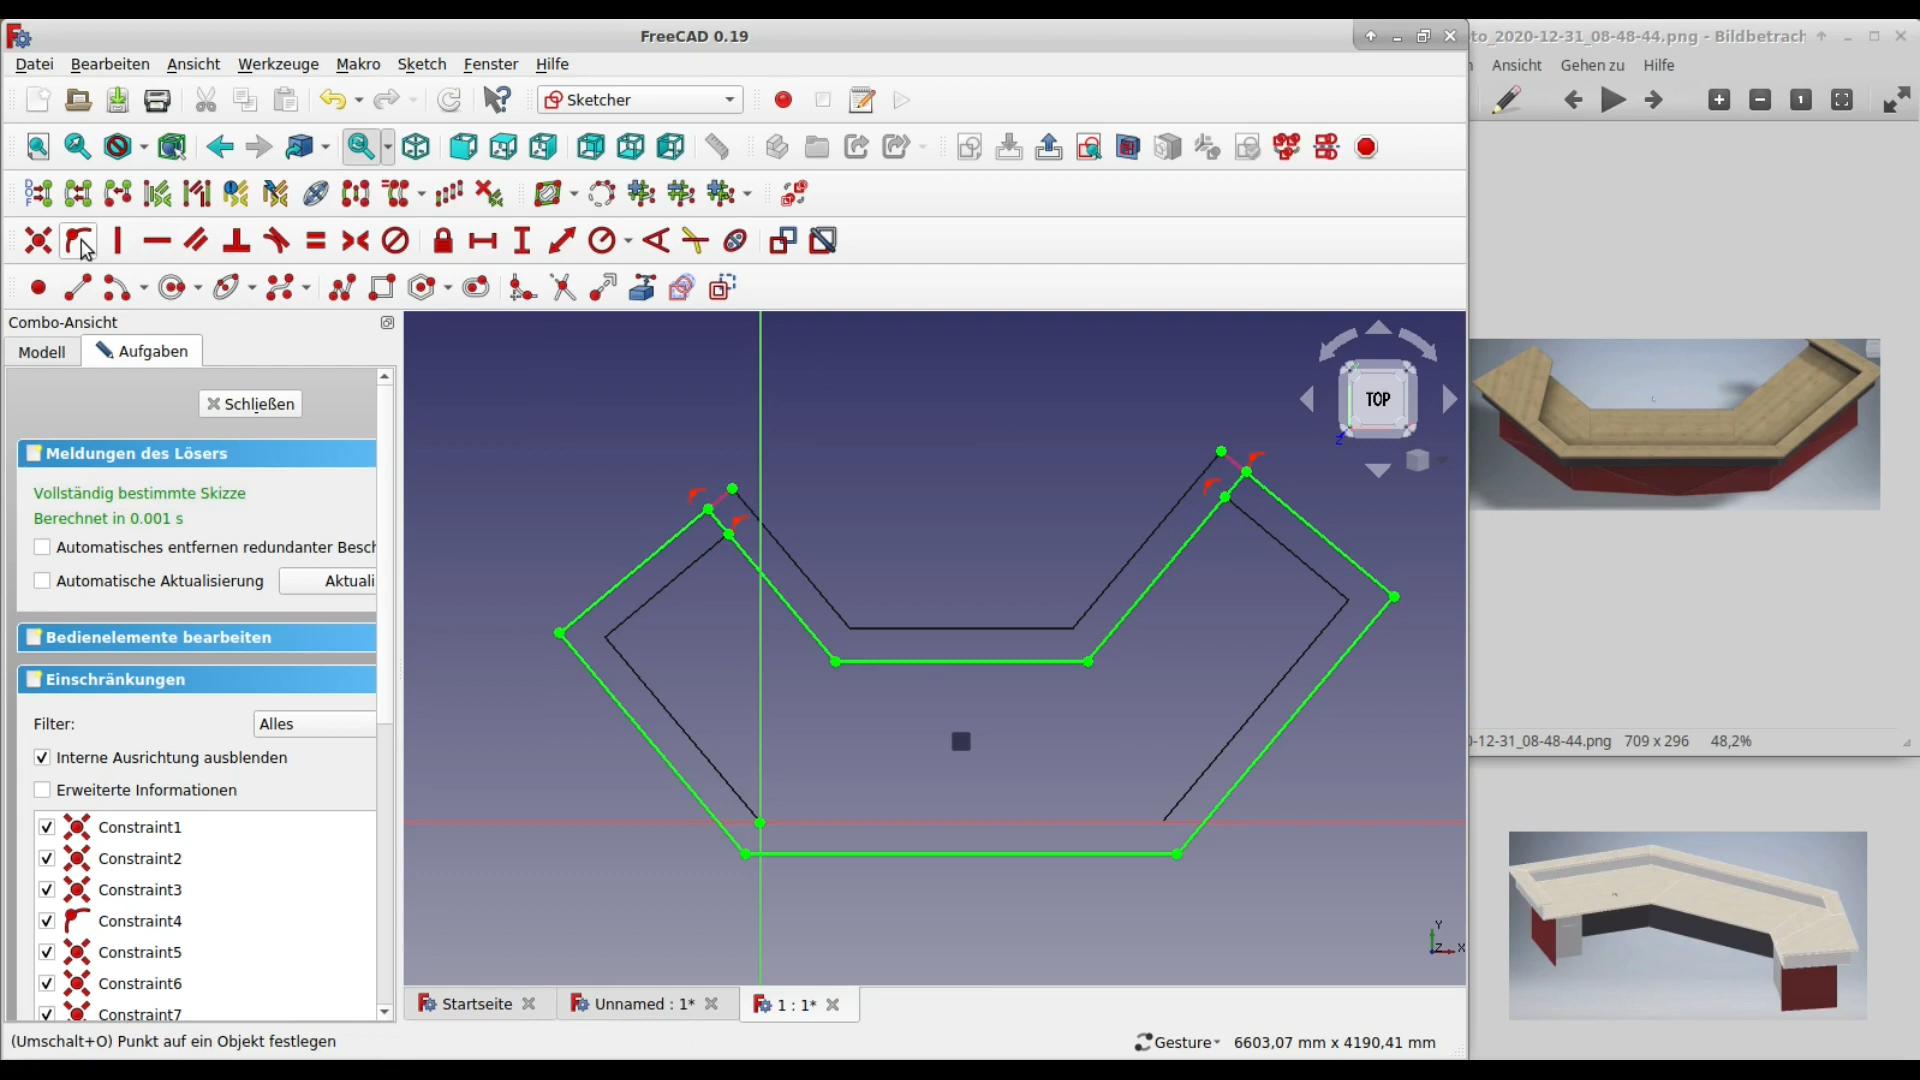 FreeCAD 0.19
to_2020-12-31_08-48-44.png - Bildbetrach
Datei Bearbeiten Ansicht Werkzeuge Makro Sketch Fenster Hilfe
Ansicht Gehen zu Hilfe
Sketcher
Combo-Ansicht
Modell Aufgaben
Schließen
Meldungen des Lösers
Vollständig bestimmte Skizze
Berechnet in 0.001 s
Automatisches entfernen redundanter Besch
Automatische Aktualisierung Aktuali
Bedienelemente bearbeiten
Einschränkungen
Filter: Alles
Interne Ausrichtung ausblenden
Erweiterte Informationen
Constraint1
Constraint2
Constraint3
Constraint4
Constraint5
Constraint6
Constraint7
TOP
Z
Y
Z X
Startseite Unnamed : 1* 1 : 1*
(Umschalt+O) Punkt auf ein Objekt festlegen
Gesture 6603,07 mm x 4190,41 mm
0-12-31_08-48-44.png 709 x 296 48,2%